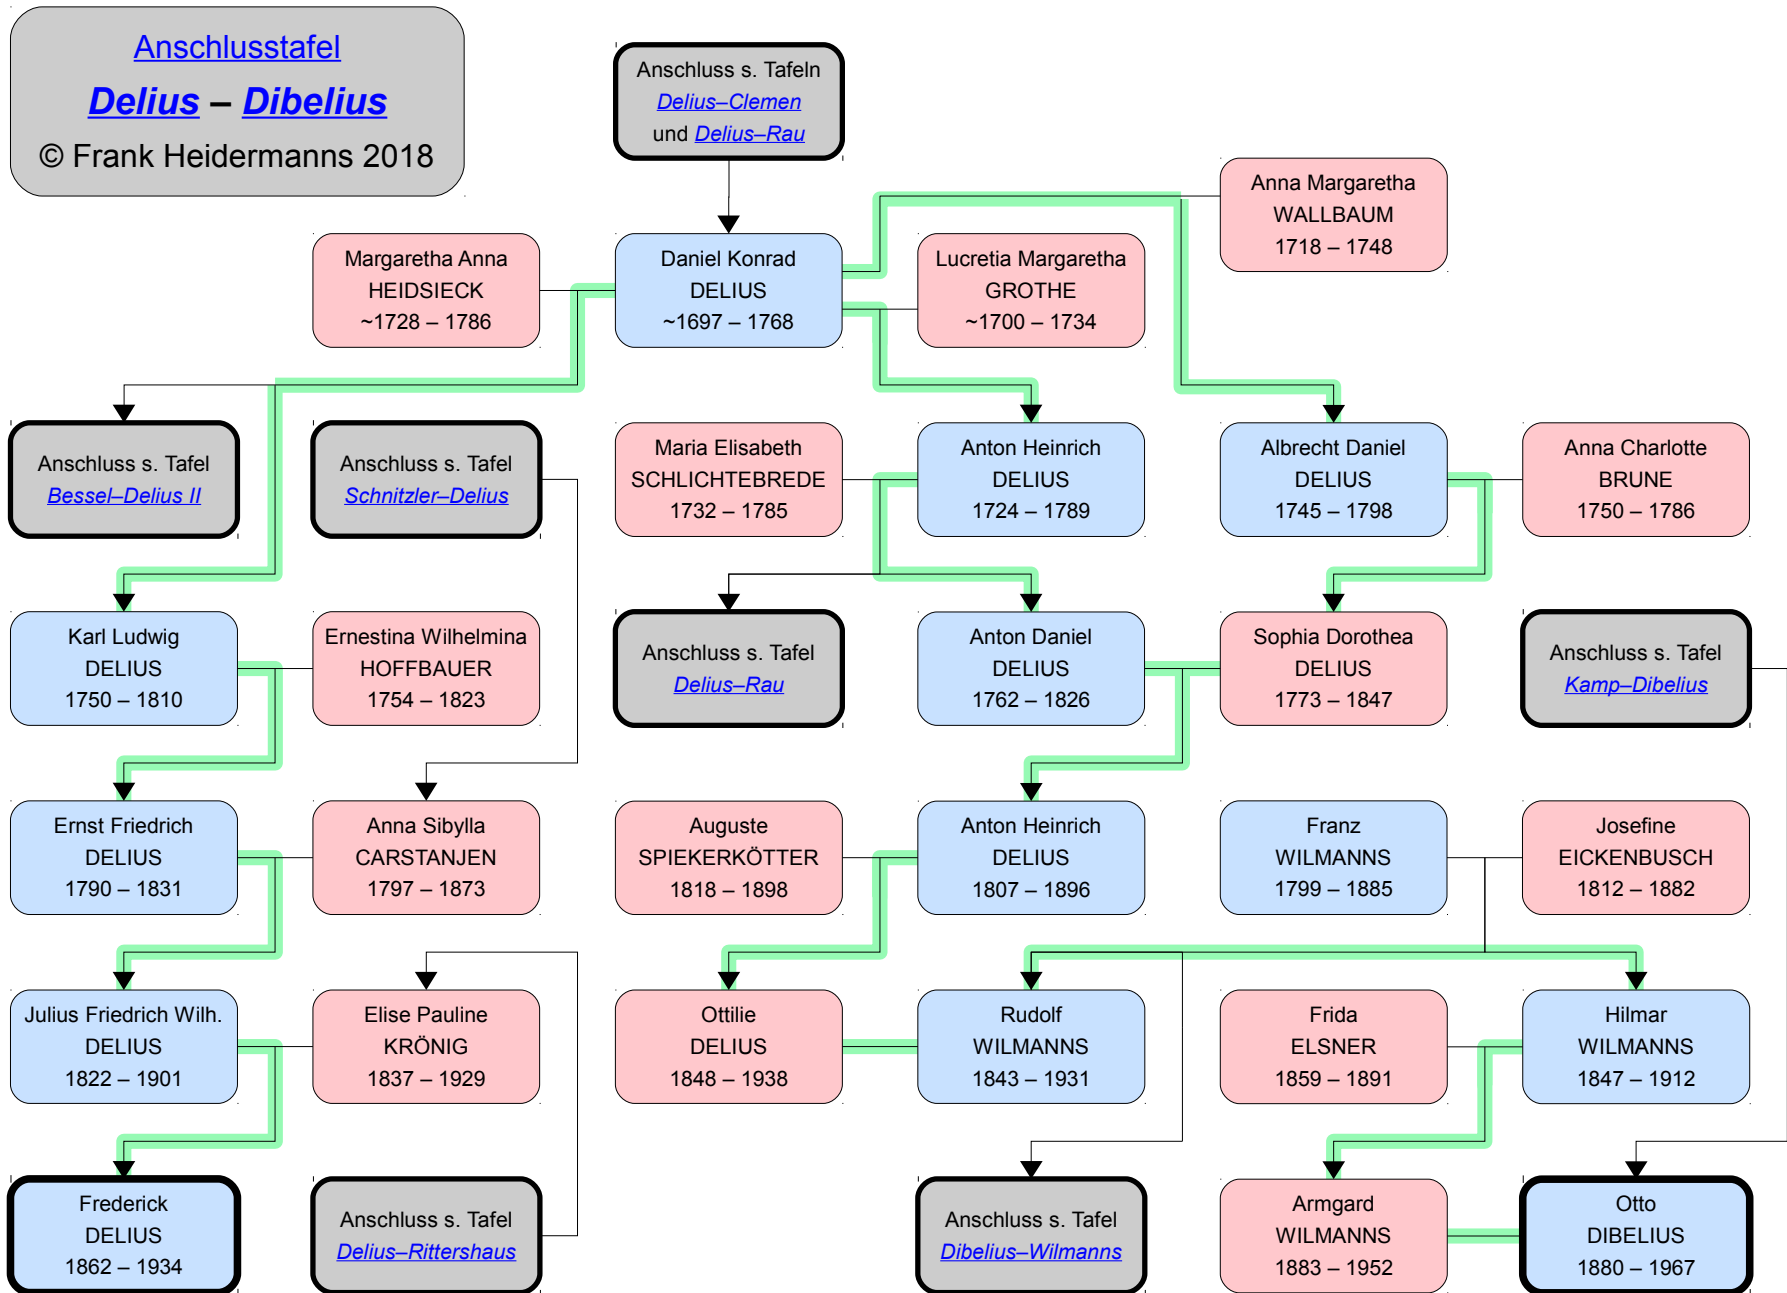 Anschlusstafel
Delius – Dibelius
© Frank Heidermanns 2018
Anschluss s. Tafeln
Delius–Clemen
und Delius–Rau
Anna Margaretha
WALLBAUM
1718 – 1748
Margaretha Anna
HEIDSIECK
~1728 – 1786
Daniel Konrad
DELIUS
~1697 – 1768
Lucretia Margaretha
GROTHE
~1700 – 1734
Anschluss s. Tafel
Bessel–Delius II
Anschluss s. Tafel
Schnitzler–Delius
Maria Elisabeth
SCHLICHTEBREDE
1732 – 1785
Anton Heinrich
DELIUS
1724 – 1789
Albrecht Daniel
DELIUS
1745 – 1798
Anna Charlotte
BRUNE
1750 – 1786
Karl Ludwig
DELIUS
1750 – 1810
Ernestina Wilhelmina
HOFFBAUER
1754 – 1823
Anschluss s. Tafel
Delius–Rau
Anton Daniel
DELIUS
1762 – 1826
Sophia Dorothea
DELIUS
1773 – 1847
Anschluss s. Tafel
Kamp–Dibelius
Ernst Friedrich
DELIUS
1790 – 1831
Anna Sibylla
CARSTANJEN
1797 – 1873
Auguste
SPIEKERKÖTTER
1818 – 1898
Anton Heinrich
DELIUS
1807 – 1896
Franz
WILMANNS
1799 – 1885
Josefine
EICKENBUSCH
1812 – 1882
Julius Friedrich Wilh.
DELIUS
1822 – 1901
Elise Pauline
KRÖNIG
1837 – 1929
Ottilie
DELIUS
1848 – 1938
Rudolf
WILMANNS
1843 – 1931
Frida
ELSNER
1859 – 1891
Hilmar
WILMANNS
1847 – 1912
Frederick
DELIUS
1862 – 1934
Anschluss s. Tafel
Delius–Rittershaus
Anschluss s. Tafel
Dibelius–Wilmanns
Armgard
WILMANNS
1883 – 1952
Otto
DIBELIUS
1880 – 1967